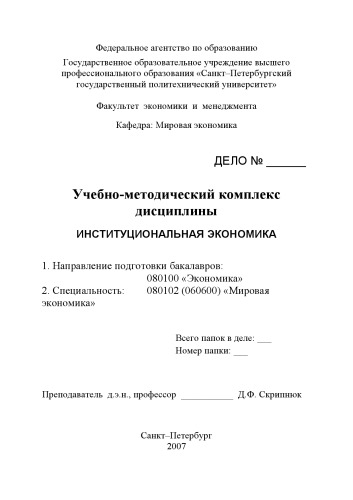 Федеральное агентство по образованию
Государственное образовательное учреждение высшего
профессионального образования «Санкт–Петербургский
государственный политехнический университет»
Факультет экономики и менеджмента
Кафедра: Мировая экономика
ДЕЛО № ______
Учебно-методический комплекс
дисциплины
ИНСТИТУЦИОНАЛЬНАЯ ЭКОНОМИКА
1. Направление подготовки бакалавров:
080100 «Экономика»
2. Специальность: 080102 (060600) «Мировая
экономика»
Всего папок в деле: ___
Номер папки: ___
Преподаватель д.э.н., профессор __________ Д.Ф. Скрипнюк
Санкт–Петербург
2007